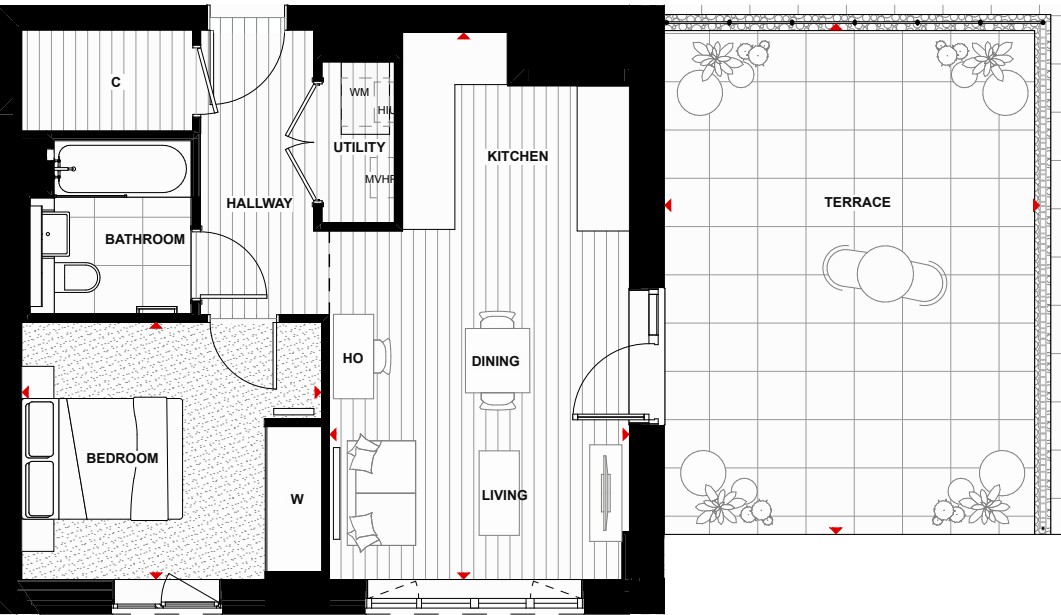 C
WM
HIU
UTILITY
MVHR
KITCHEN
HALLWAY
TERRACE
BATHROOM
HO
DINING
BEDROOM
W
LIVING